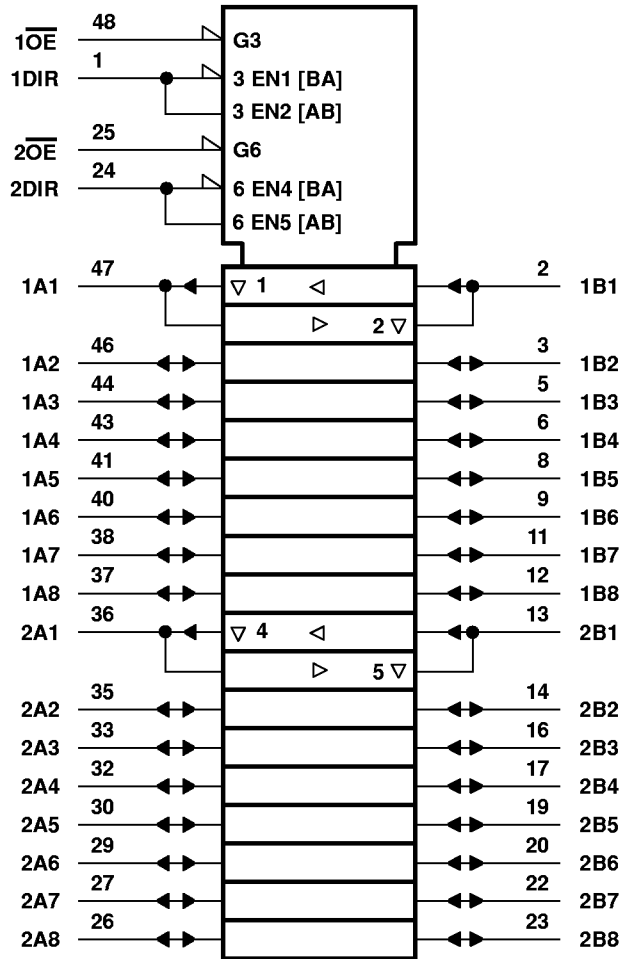 48
1O̅E̅ G3
1
1DIR 3 EN1 [BA]
3 EN2 [AB]
25
2O̅E̅ G6
24
2DIR 6 EN4 [BA]
6 EN5 [AB]
47 2
1A1 1 1B1
2
46 3
1A2 1B2
44 5
1A3 1B3
43 6
1A4 1B4
41 8
1A5 1B5
40 9
1A6 1B6
38 11
1A7 1B7
37 12
1A8 1B8
36 13
2A1 4 2B1
5
35 14
2A2 2B2
33 16
2A3 2B3
32 17
2A4 2B4
30 19
2A5 2B5
29 20
2A6 2B6
27 22
2A7 2B7
26 23
2A8 2B8